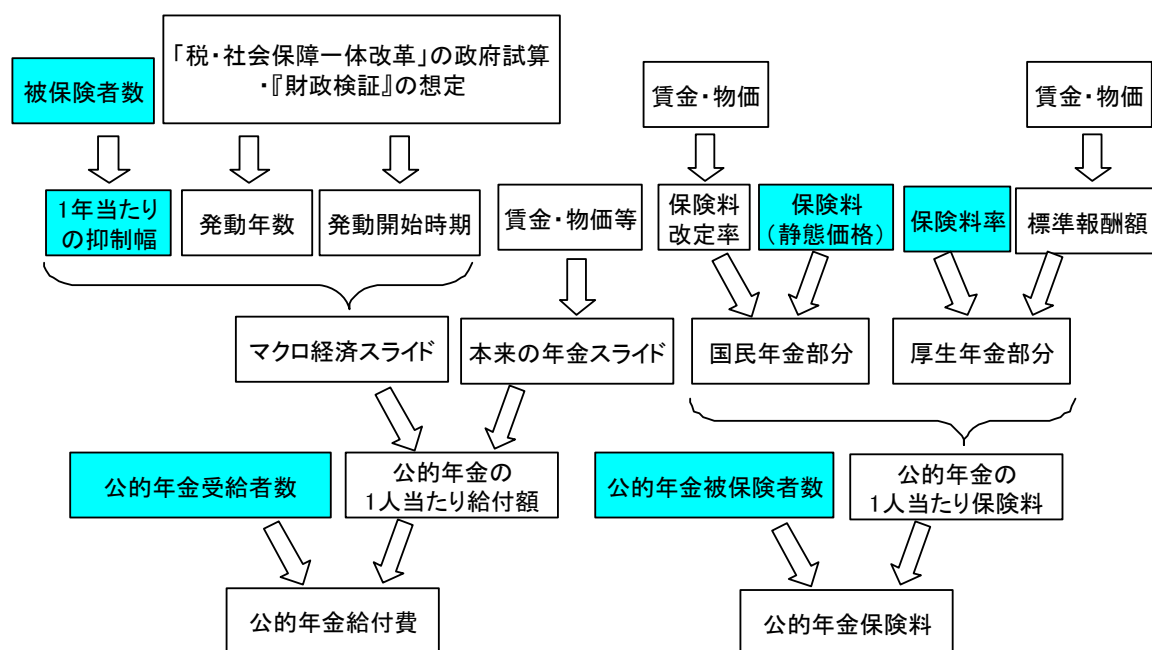 「税・社会保障一体改革」の政府試算
・『財政検証』の想定
被保険者数
賃金・物価
賃金・物価
1年当たり
の抑制幅
発動年数
発動開始時期
賃金・物価等
保険料
改定率
保険料
（静態価格）
保険料率
標準報酬額
マクロ経済スライド
本来の年金スライド
国民年金部分
厚生年金部分
公的年金受給者数
公的年金の
1人当たり給付額
公的年金被保険者数
公的年金の
1人当たり保険料
公的年金給付費
公的年金保険料